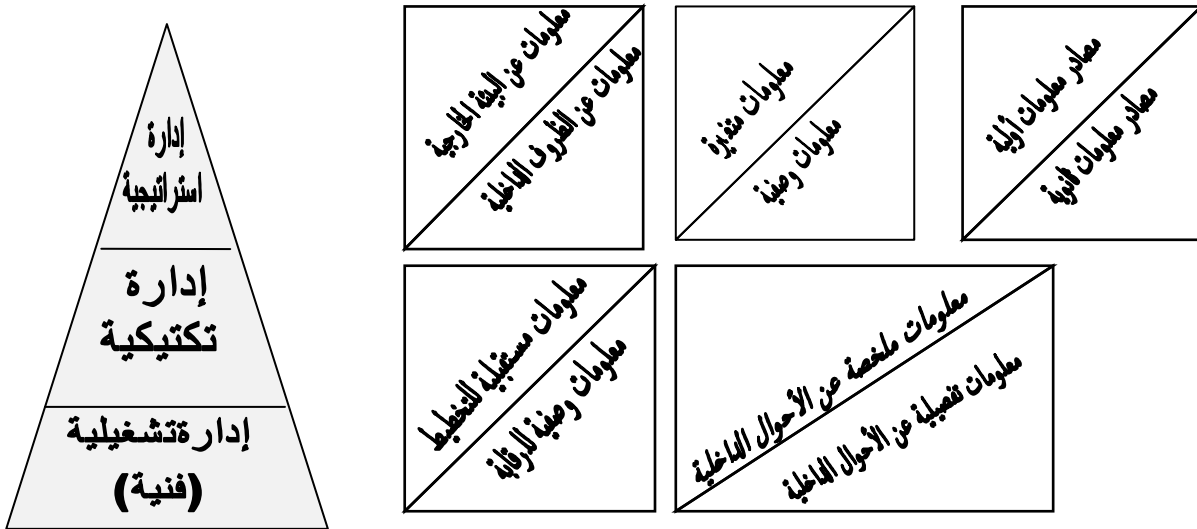 إدارة
استراتيجية
إدارة
تكتيكية
إدارةتشغيلية
(فنية)
مصادر معلومات أولية
مصادر معلومات ثانوية
معلومات متغيرة
معلومات وصفية
معلومات عن البيئة الخارجية
معلومات عن الظروف الداخلية
معلومات ملخصة عن الأحوال الداخلية
معلومات تفصيلية عن الأحوال الداخلية
معلومات مستقبلية للتخطيط
معلومات وصفية للرقابة